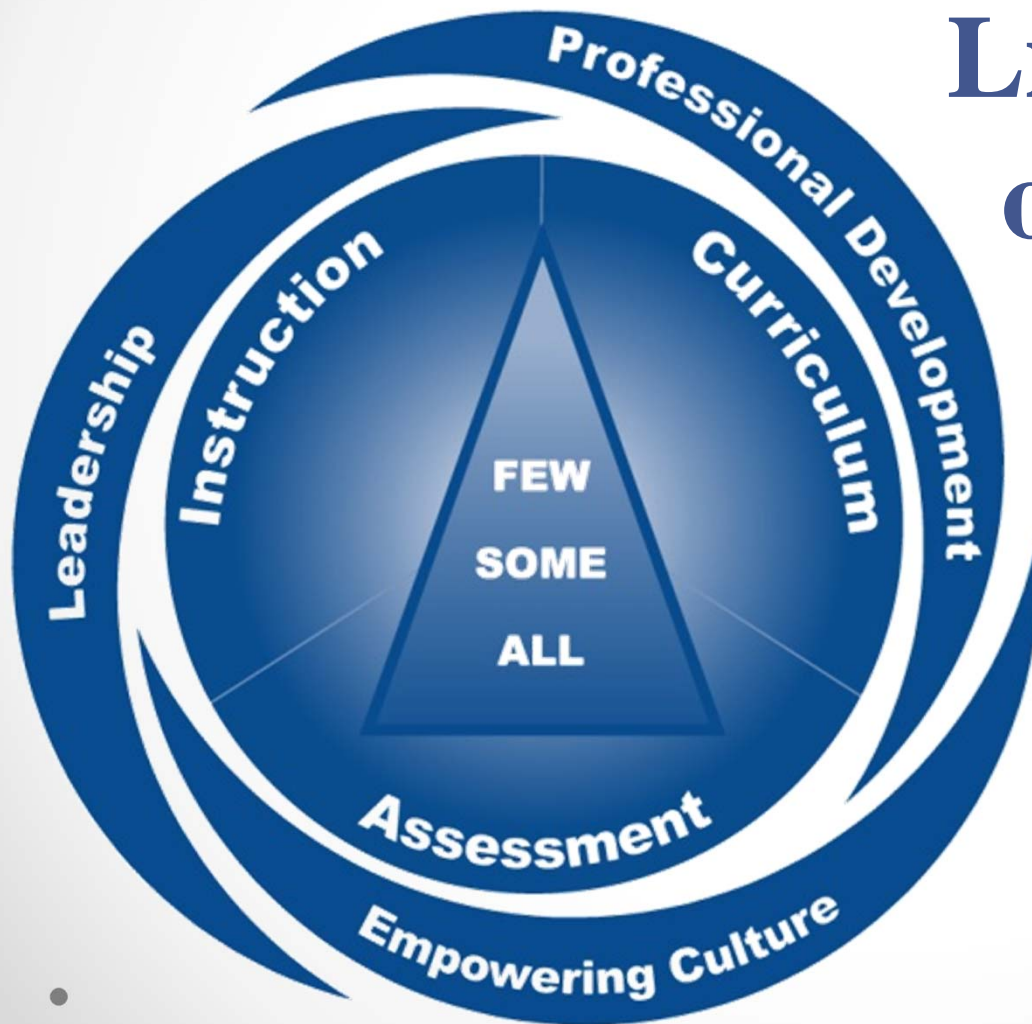 Professional Development
Leadership
Instruction
Curriculum
FEW
SOME
ALL
Assessment
Empowering Culture